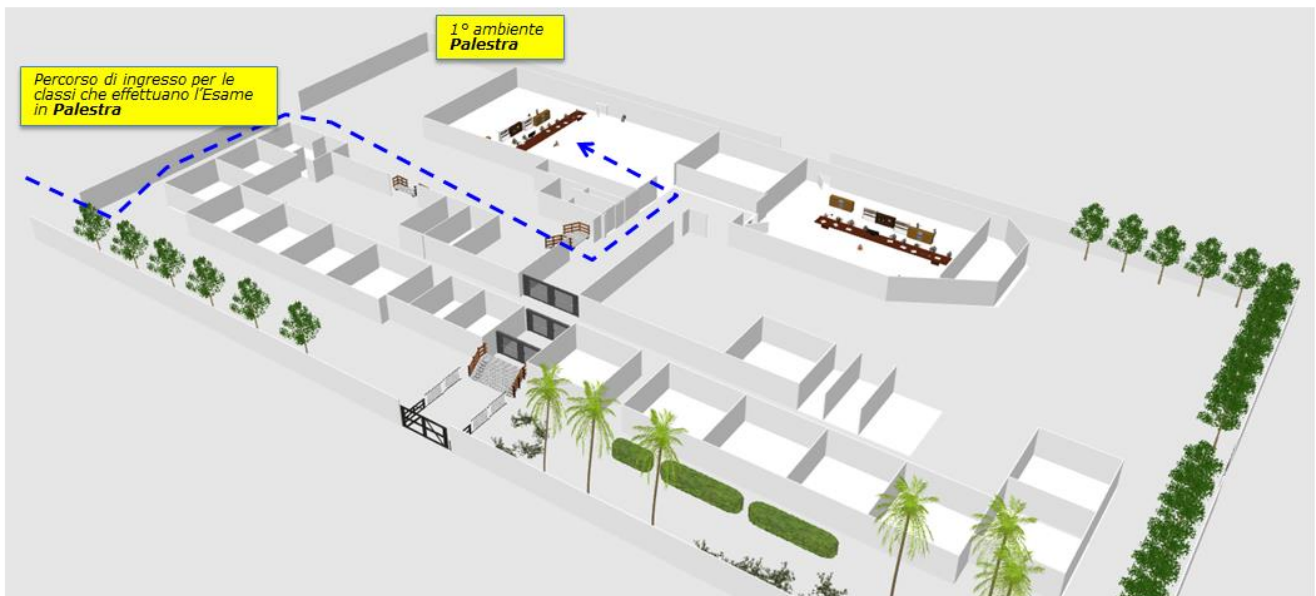 1° ambiente
Palestra
Percorso di ingresso per le
classi che effettuano l’Esame
in Palestra